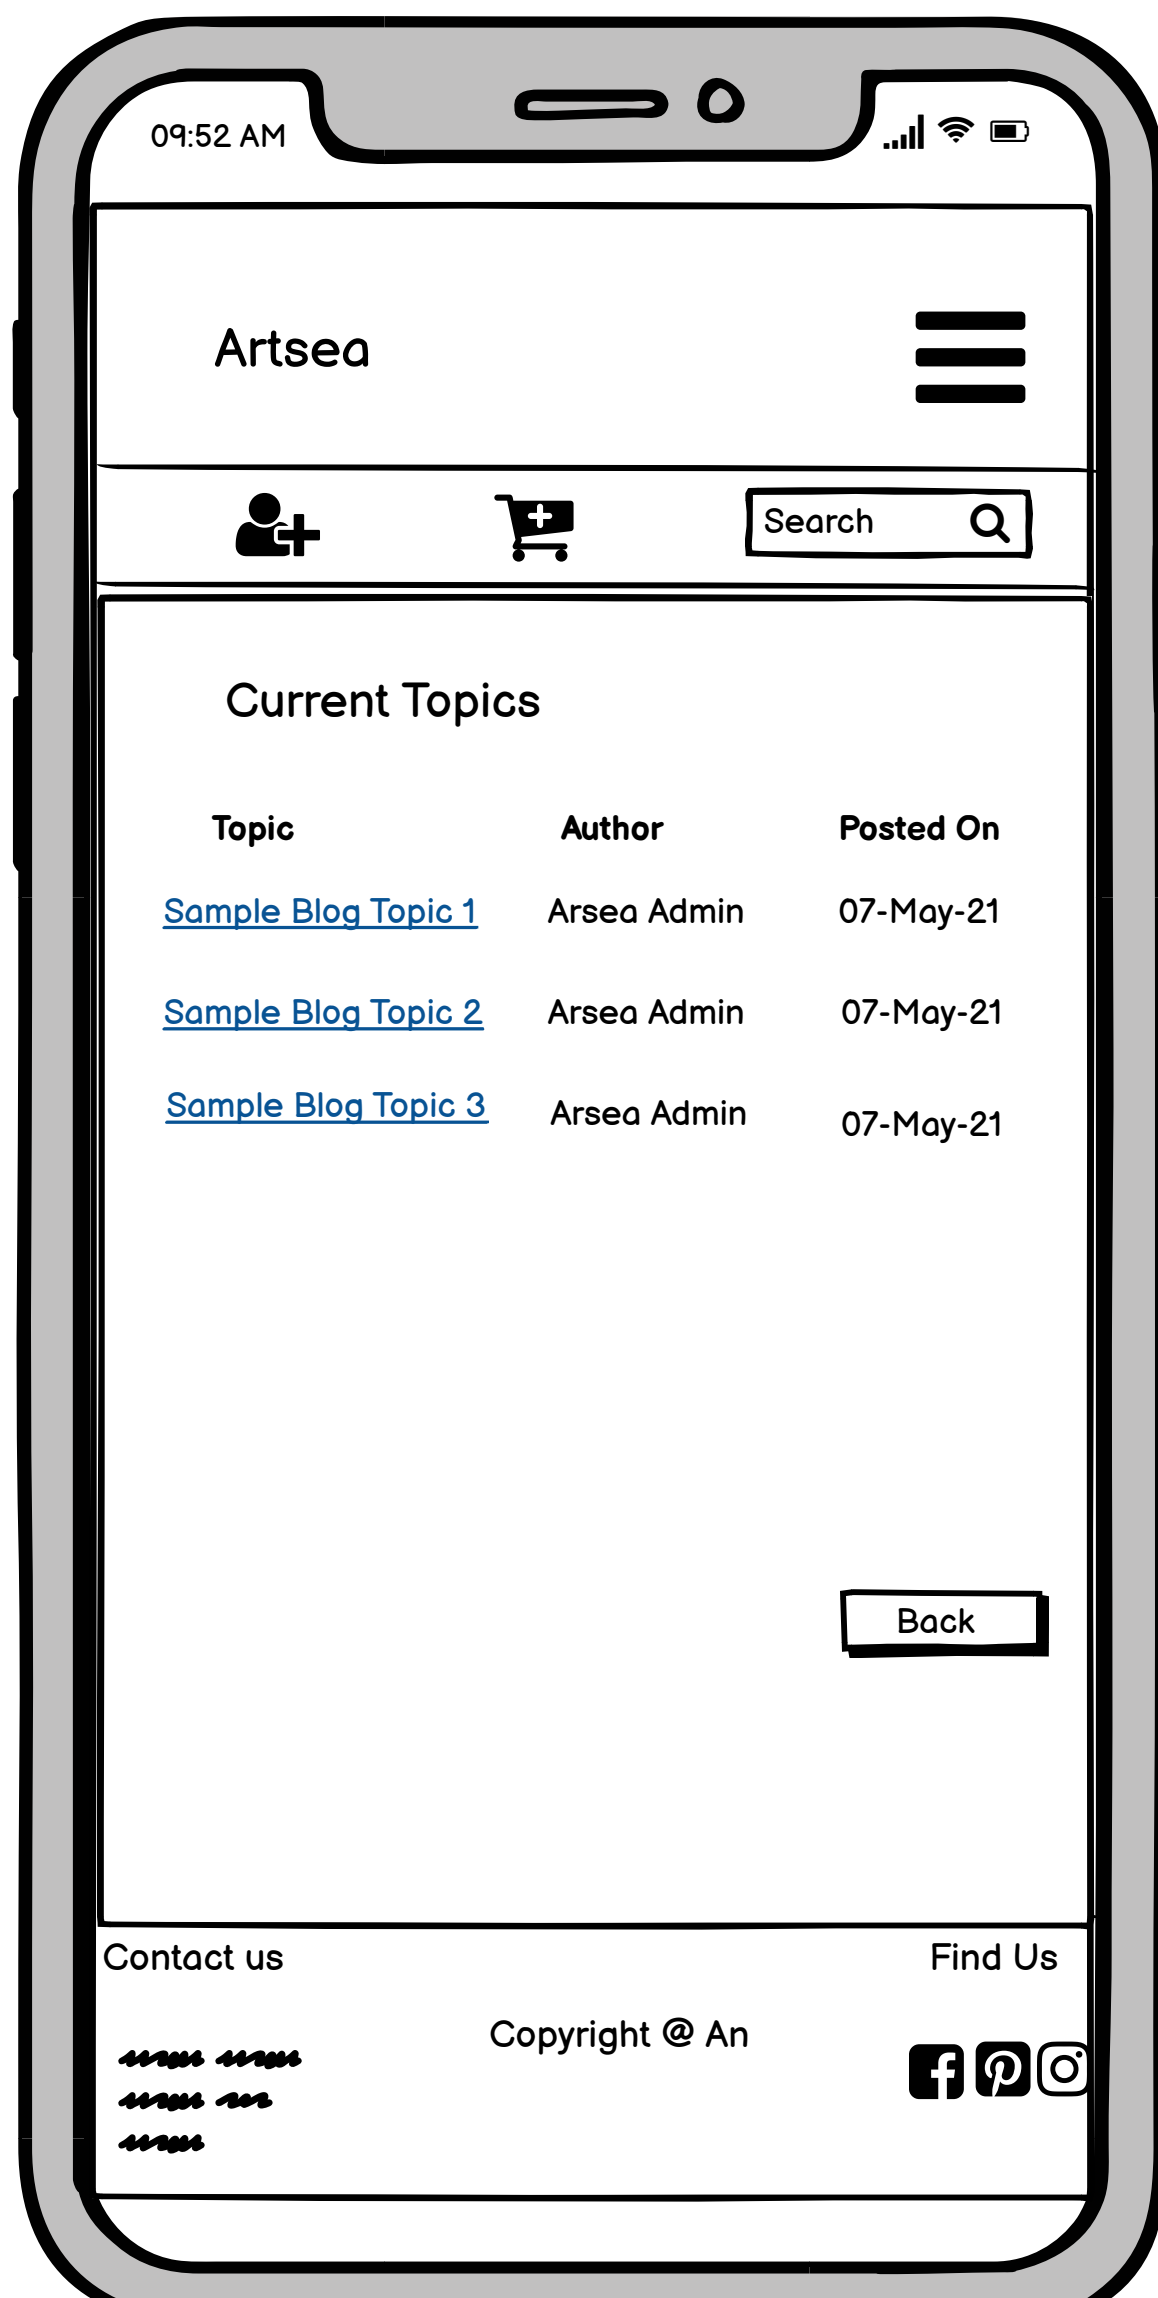 09:52 AM
Artsea
Search
Current Topics
Topic Author Posted On
Sample Blog Topic 1 Arsea Admin 07-May-21
Sample Blog Topic 2 Arsea Admin 07-May-21
Sample Blog Topic 3 Arsea Admin 07-May-21
Back
Contact us Find Us
Copyright @ An